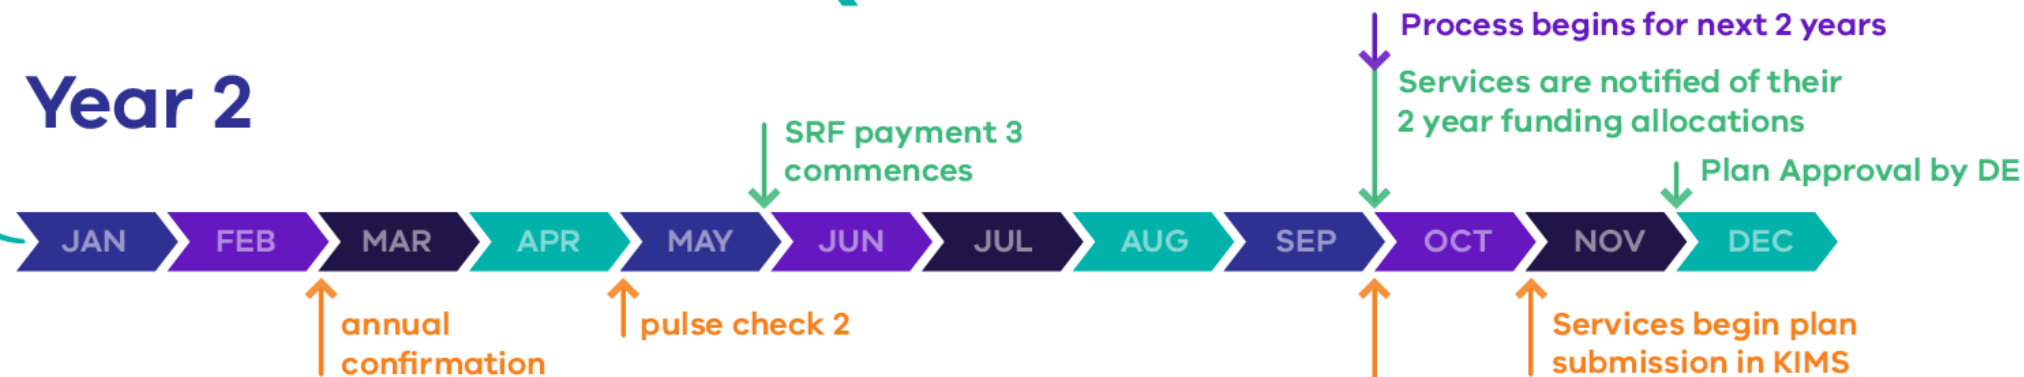 Process begins for next 2 years
Year 2
Services are notified of their
2 year funding allocations
SRF payment 3
commences
Plan Approval by DE
JAN FEB MAR APR MAY JUN JUL AUG SEP OCT NOV DEC
annual
confirmation
pulse check 2
Services begin plan
submission in KIMS